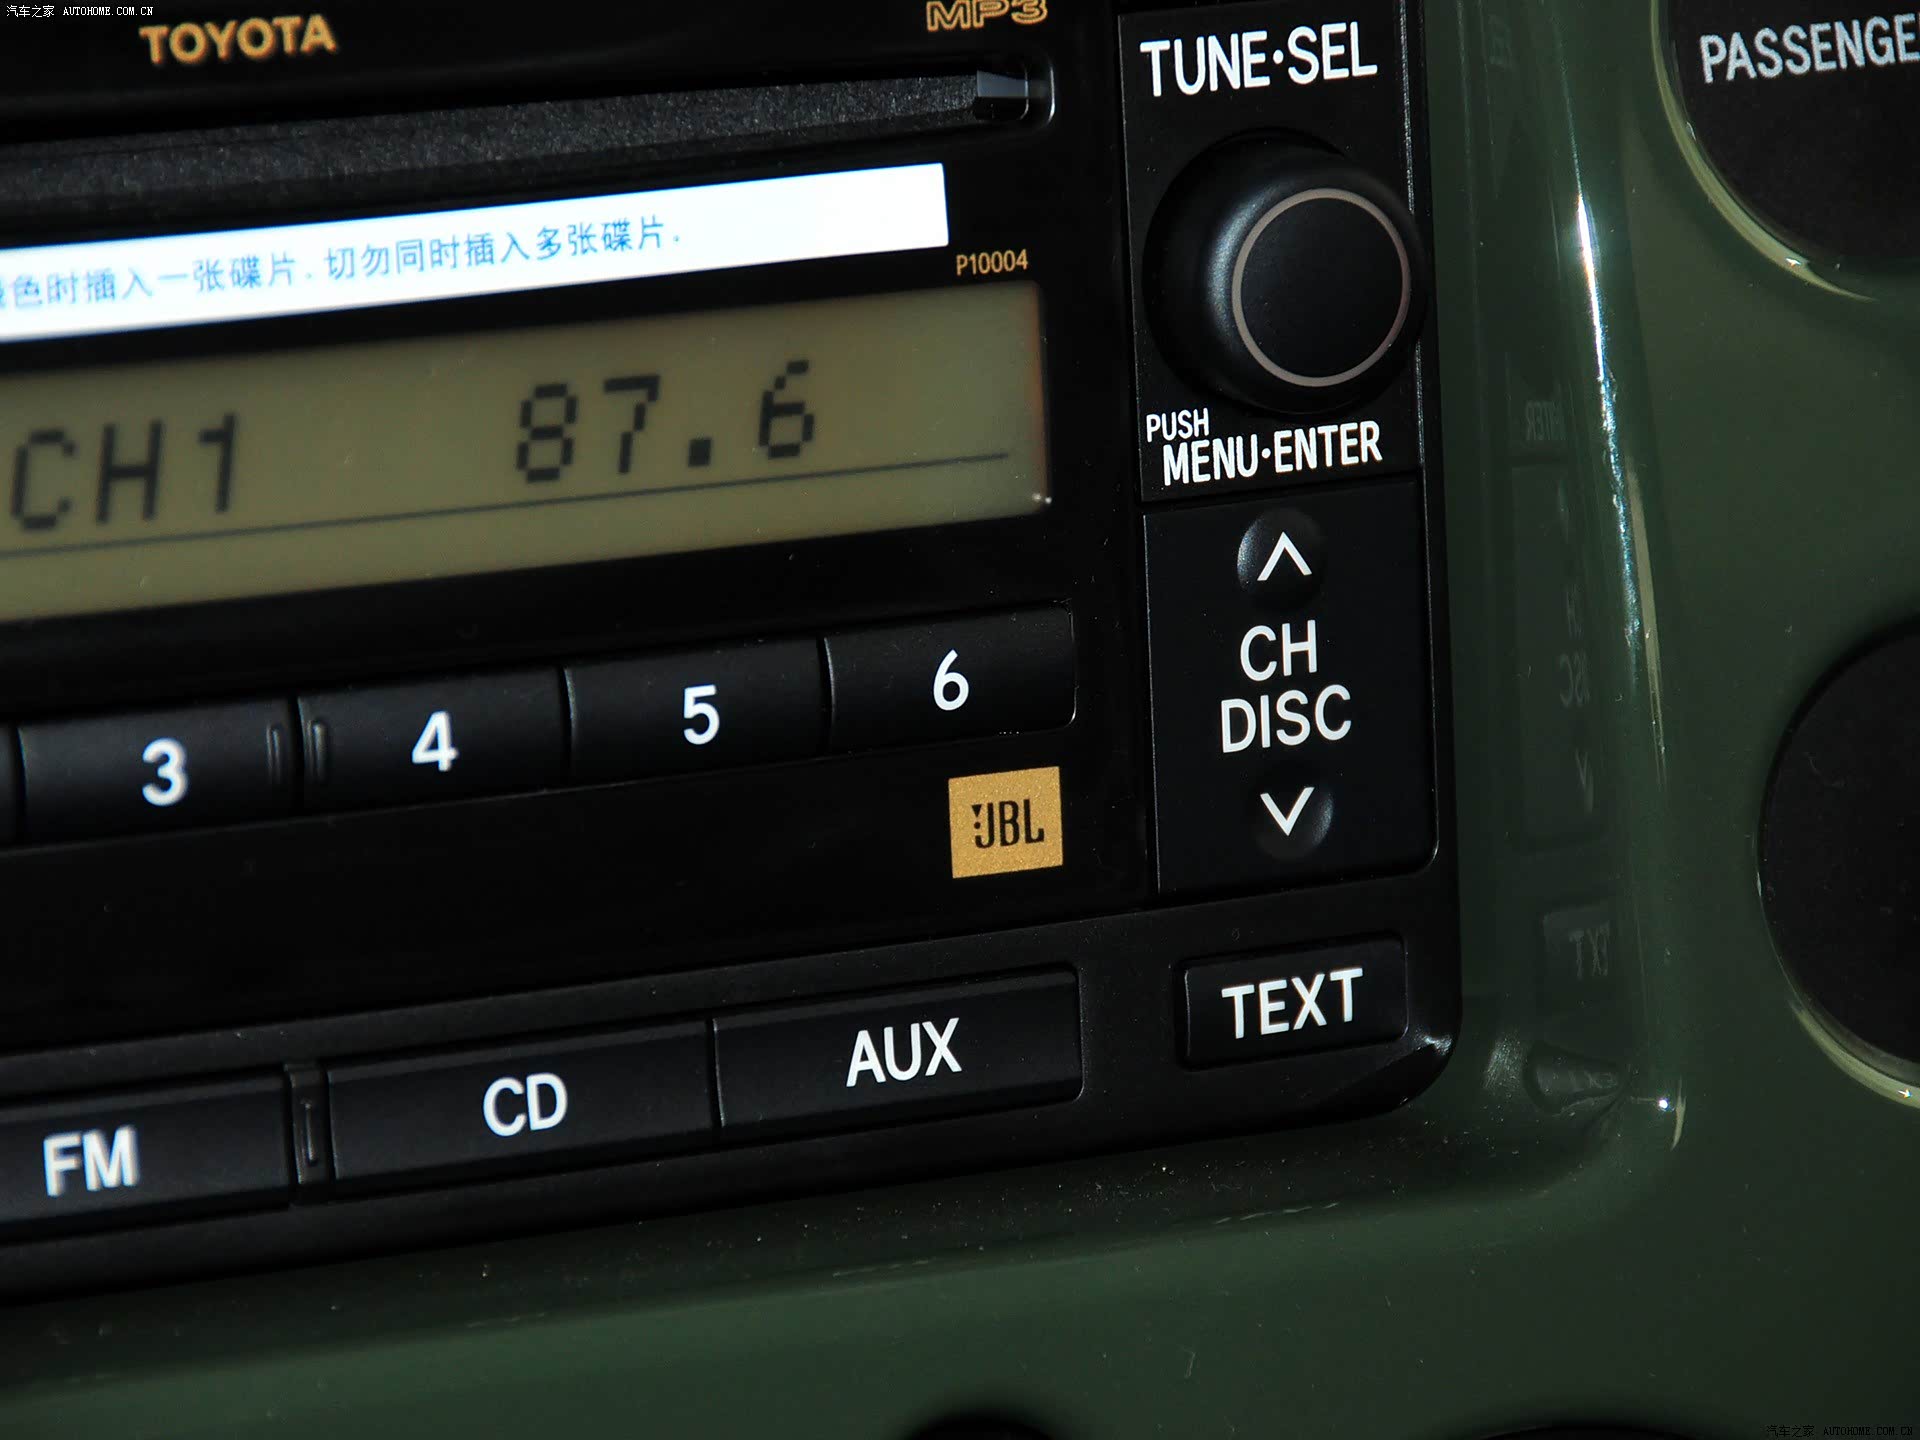 汽车之家 AUTOHOME.COM.CN
TOYOTA
MP3
TUNE·SEL
PASSENGE
色时插入一张碟片.切勿同时插入多张碟片.
P10004
CH1 87.6
PUSH
MENU·ENTER
CH
DISC
3 4 5 6
JBL
TEXT
FM CD AUX
汽车之家 AUTOHOME.COM.CN